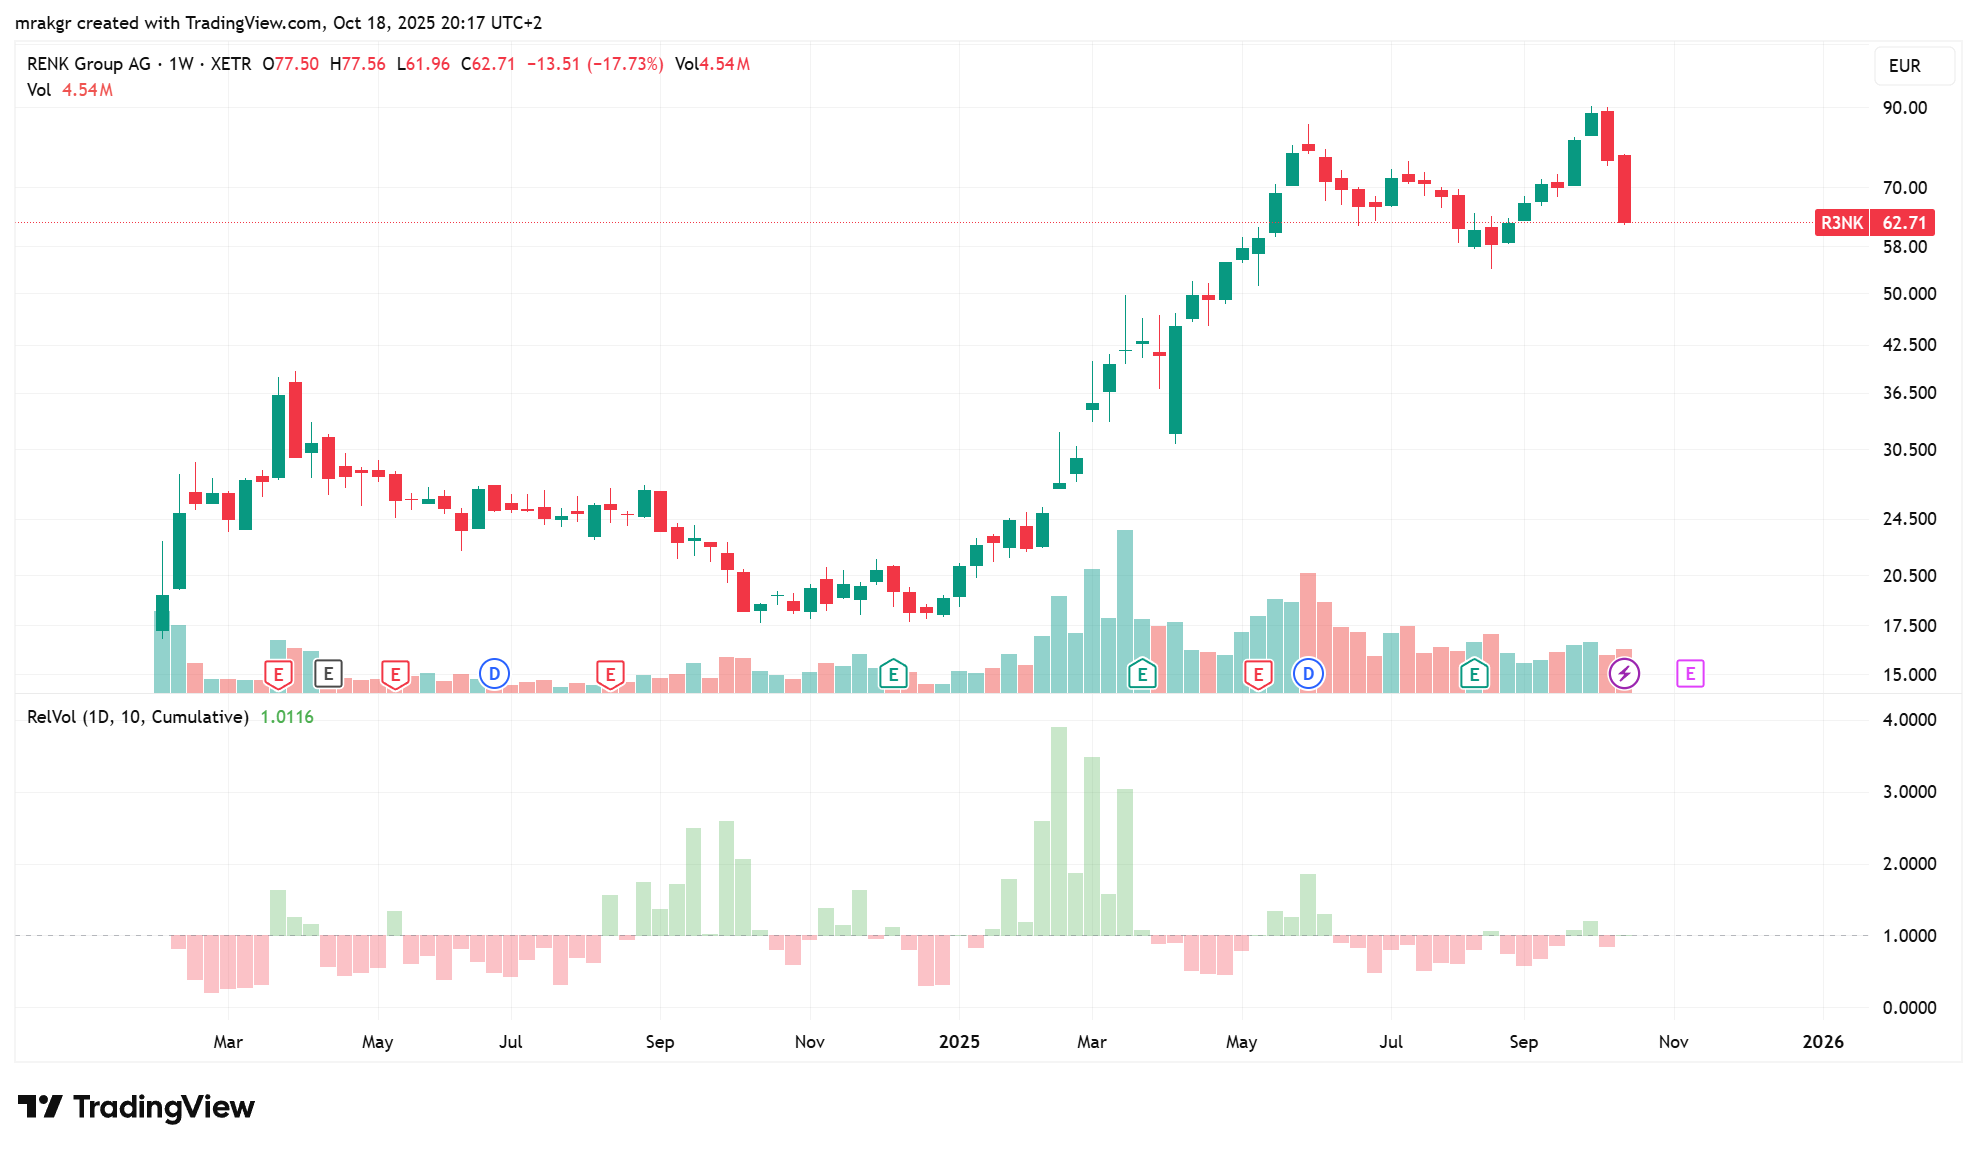 mrakgr created with TradingView.com, Oct 18, 2025 20:17 UTC+2
RENK Group AG · 1W · XETR O77.50 H77.56 L61.96 C62.71 −13.51 (−17.73%) Vol4.54M
Vol 4.54M
EUR
90.00
70.00
R3NK 62.71
58.00
50.000
42.500
36.500
30.500
24.500
20.500
17.500
15.000
E E E D E E E E D E E
RelVol (1D, 10, Cumulative) 1.0116
4.0000
3.0000
2.0000
1.0000
0.0000
Mar May Jul Sep Nov 2025 Mar May Jul Sep Nov 2026
TradingView